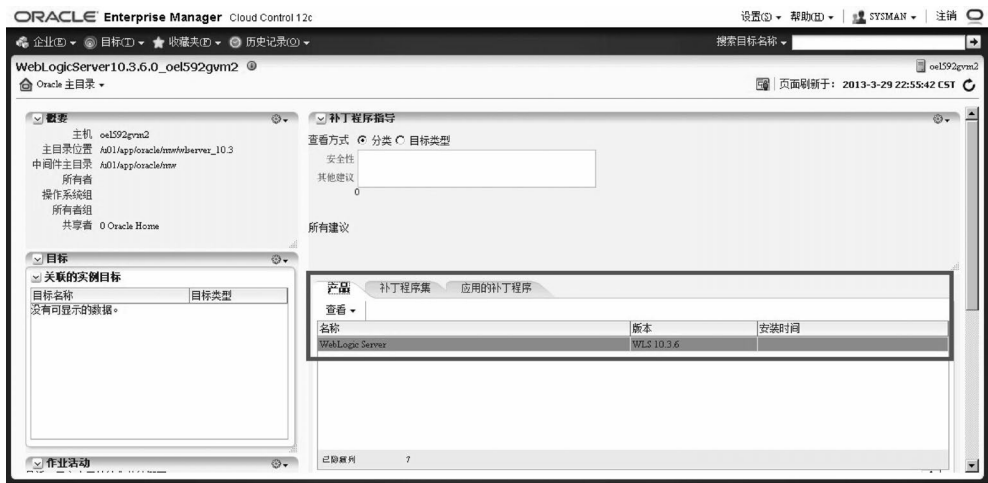 ORACLE Enterprise Manager Cloud Control 12c
设置(S) 帮助(H) SYSMAN 注销
企业(E) 目标(T) 收藏夹(F) 历史记录(O) 搜索目标名称
WebLogicServer10.3.6.0_oel592gvm2 oel592gvm2
Oracle 主目录 页面刷新于: 2013-3-29 22:55:42 CST
概要
主机 oel592gvm2
主目录位置 /u01/app/oracle/mw/wlserver_10.3
中间件主目录 /u01/app/oracle/mw
所有者
操作系统组
所有者组
共享者 0 Oracle Home
目标
关联的实例目标
目标名称 目标类型
没有可显示的数据。
作业活动
补丁程序指导
查看方式 分类 目标类型
安全性
其他建议
0
所有建议
产品 补丁程序集 应用的补丁程序
查看
名称 版本 安装时间
WebLogic Server WLS 10.3.6
已隐藏列 7